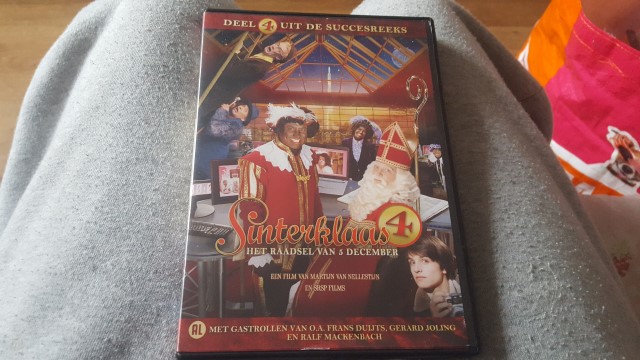 DEEL 4 UIT DE SUCCESREEKS
Sinterklaas 4
HET RAADSEL VAN 5 DECEMBER
EEN FILM VAN MARTIJN VAN NELLESTIJN
EN SRSP FILMS
AL
MET GASTROLLEN VAN O.A. FRANS DUIJTS, GERARD JOLING
EN RALF MACKENBACH